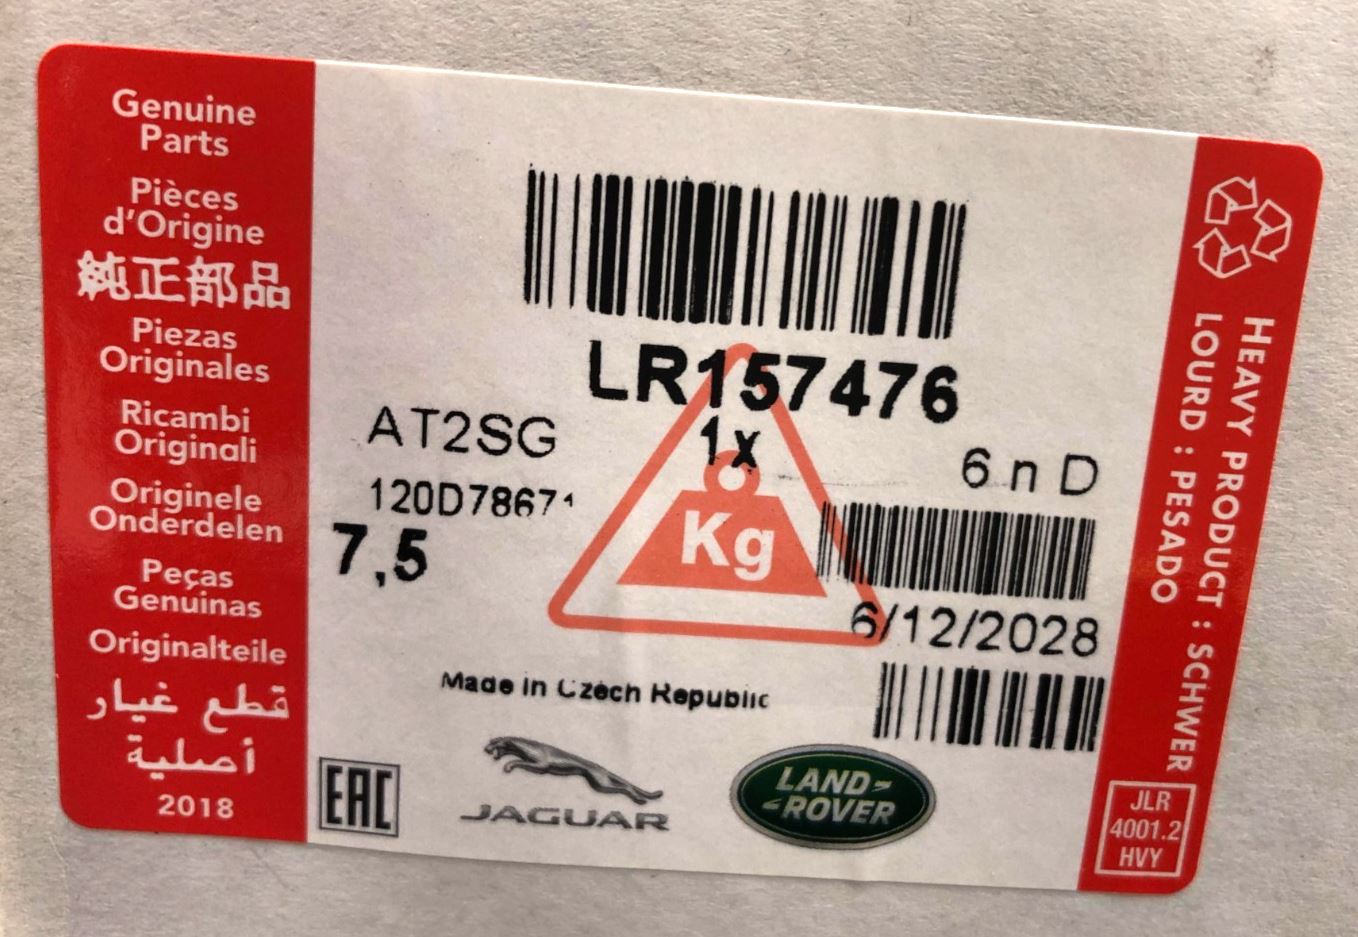 Genuine
Parts
Pièces
d'Origine
純正部品
Piezas
Originales
Ricambi
Originali
Originele
Onderdelen
Peças
Genuinas
Originalteile
قطع غيار
أصلية
2018
LR157476
1x
AT2SG
6 n D
120D78671
7,5
Kg
6/12/2028
Made in Czech Republic
EAC
JAGUAR
LAND-
-ROVER
HEAVY PRODUCT : SCHWER
LOURD : PESADO
JLR
4001.2
HVY